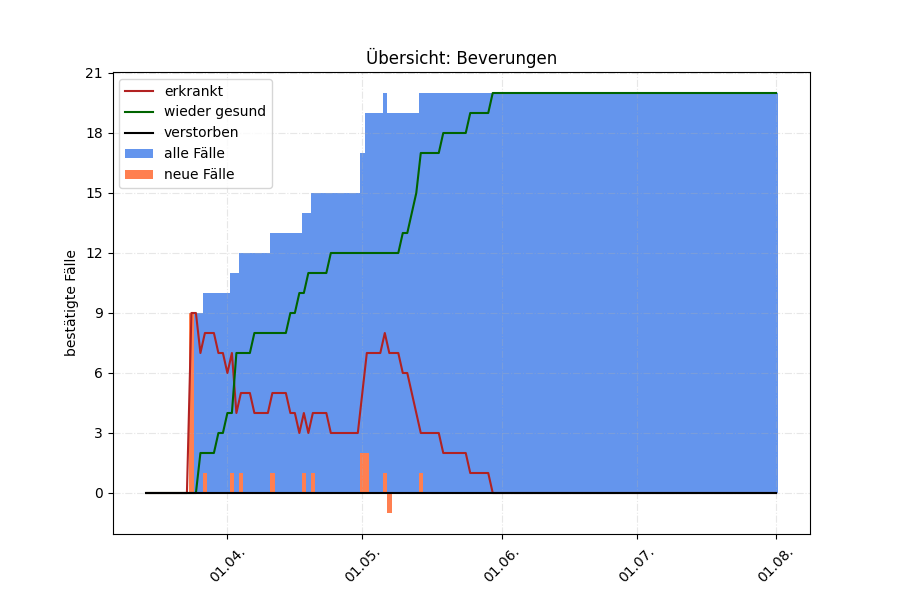 Übersicht: Beverungen
bestätigte Fälle
21
18
15
12
9
6
3
0
erkrankt
wieder gesund
verstorben
alle Fälle
neue Fälle
01.04.
01.05.
01.06.
01.07.
01.08.